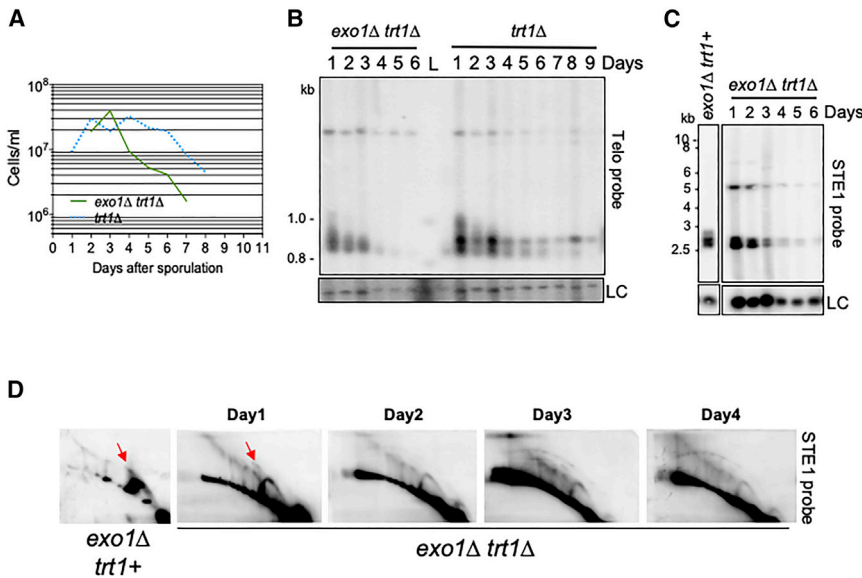 A
10⁸
10⁷
10⁶
Cells/ml
exo1Δ trt1Δ
trt1Δ
0 1 2 3 4 5 6 7 8 9 10 11
Days after sporulation
B
exo1Δ trt1Δ
trt1Δ
1 2 3 4 5 6 L 1 2 3 4 5 6 7 8 9 Days
kb
1.0 -
0.8 -
Telo probe
LC
C
exo1Δ trt1+
exo1Δ trt1Δ
kb
1 2 3 4 5 6 Days
10
8
5
4
3
2.5
STE1 probe
LC
D
Day1 Day2 Day3 Day4
STE1 probe
exo1Δ
trt1+
exo1Δ trt1Δ